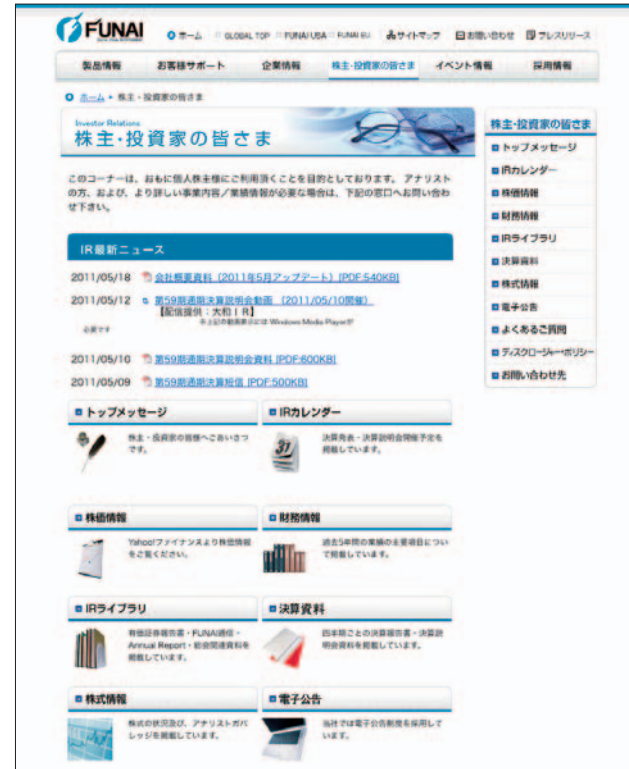 FUNAI
ホーム GLOBAL TOP FUNAI USA FUNAI EU サイトマップ お問い合わせ プレスリリース
製品情報 お客様サポート 企業情報 株主・投資家の皆さま イベント情報 採用情報
ホーム 株主・投資家の皆さま
Investor Relations
株主・投資家の皆さま
このコーナーは、おもに個人株主様にご利用頂くことを目的としております。 アナリスト
の方、および、より詳しい事業内容/業績情報が必要な場合は、下記の窓口へお問い合わ
せ下さい。
IR最新ニュース
2011/05/18 会社概要資料(2011年5月アップデート) [PDF:540KB]
2011/05/12 第59期通期決算説明会動画 (2011/05/10開催)
【配信提供:大和IR】
※上記の動画表示には Windows Media Playerが
必要です
2011/05/10 第59期通期決算説明会資料 [PDF:600KB]
2011/05/09 第59期通期決算短信 [PDF:500KB]
トップメッセージ
株主・投資家の皆様へごあいさつ
です。
IRカレンダー
31
決算発表・決算説明会開催予定を
掲載しています。
株価情報
Yahoo!ファイナンスより株価情報
をご覧ください。
財務情報
過去5年間の業績の主要項目につい
て掲載しています。
IRライブラリ
有価証券報告書・FUNAI通信・
Annual Report・総会関連資料を
掲載しています。
決算資料
四半期ごとの決算報告書・決算説
明会資料を掲載しています。
株式情報
株式の状況及び、アナリストカバ
レッジを掲載しています。
電子公告
当社では電子公告制度を採用して
います。
株主・投資家の皆さま
トップメッセージ
IRカレンダー
株価情報
財務情報
IRライブラリ
決算資料
株式情報
電子公告
よくあるご質問
ディスクロージャーポリシー
お問い合わせ先